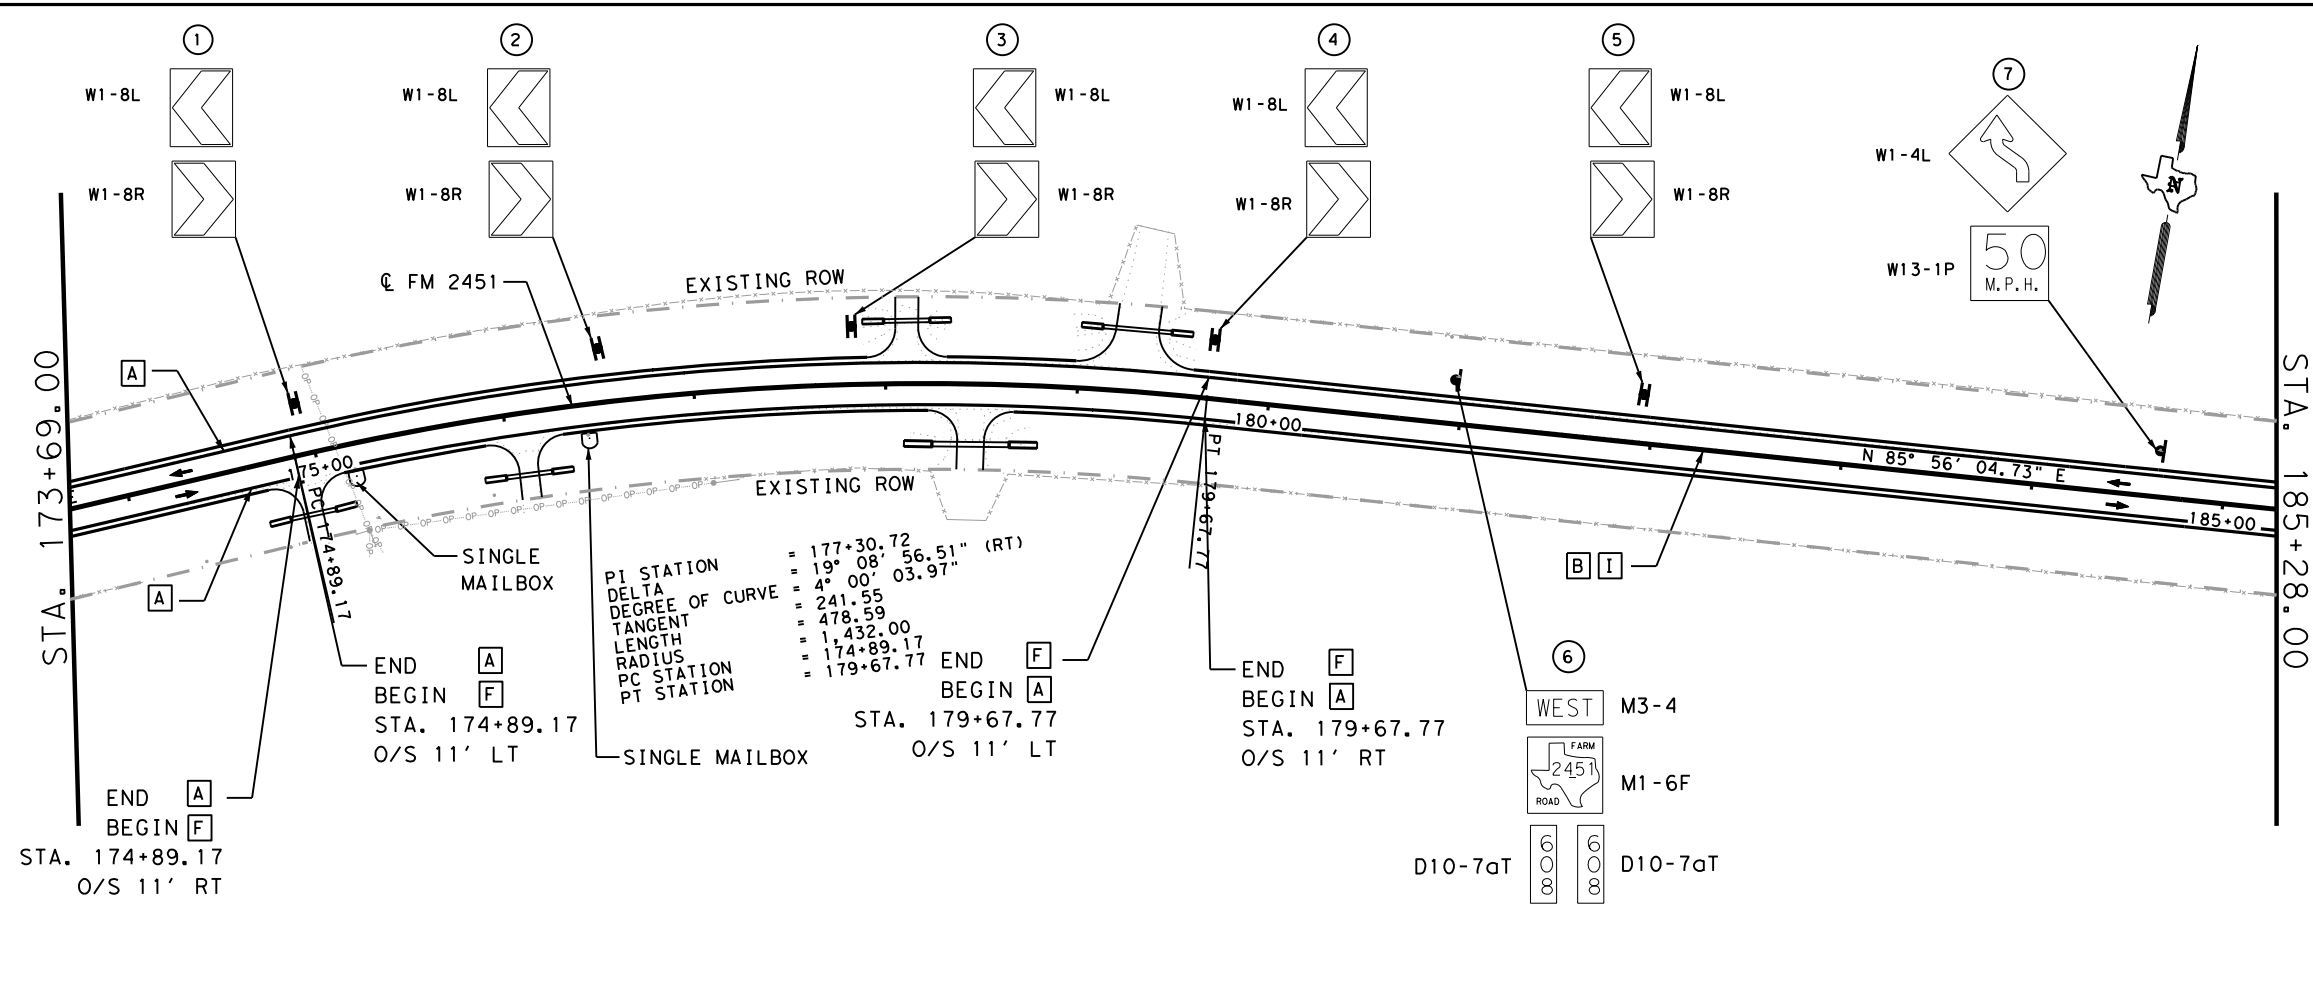 1
2
3
4
5
7
W1-8L
W1-8L
W1-8L
W1-8L
W1-8L
W1-4L
W1-8R
W1-8R
W1-8R
W1-8R
W1-8R
N
W13-1P
50
M.P.H.
℄ FM 2451
EXISTING ROW
A
STA. 173+69.00
STA. 185+28.00
175+00
180+00
185+00
N 85° 56' 04.73" E
EXISTING ROW
PC 174+89.17
PT 179+67.77
OP
A
SINGLE
MAILBOX
B I
PI STATION = 177+30.72
DELTA = 19° 08' 56.51" (RT)
DEGREE OF CURVE = 4° 00' 03.97"
TANGENT = 241.55
LENGTH = 478.59
RADIUS = 1,432.00
PC STATION = 174+89.17
PT STATION = 179+67.77
END A
BEGIN F
STA. 174+89.17
O/S 11' LT
SINGLE MAILBOX
END F
BEGIN A
STA. 179+67.77
O/S 11' LT
END F
BEGIN A
STA. 179+67.77
O/S 11' RT
END A
BEGIN F
STA. 174+89.17
O/S 11' RT
6
WEST M3-4
FARM
2451
ROAD
M1-6F
D10-7aT 608 608 D10-7aT